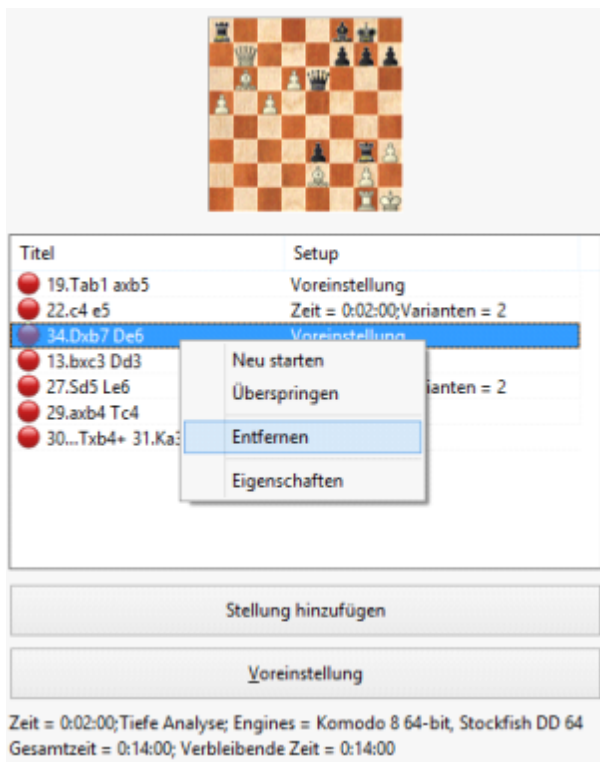 Titel Setup
19.Tab1 axb5 Voreinstellung
22.c4 e5 Zeit = 0:02:00;Varianten = 2
34.Dxb7 De6 Voreinstellung
13.bxc3 Dd3 Neu starten
27.Sd5 Le6 Überspringen ianten = 2
29.axb4 Tc4
30...Txb4+ 31.Ka3 Entfernen
Eigenschaften
Stellung hinzufügen
Voreinstellung
Zeit = 0:02:00;Tiefe Analyse; Engines = Komodo 8 64-bit, Stockfish DD 64
Gesamtzeit = 0:14:00; Verbleibende Zeit = 0:14:00